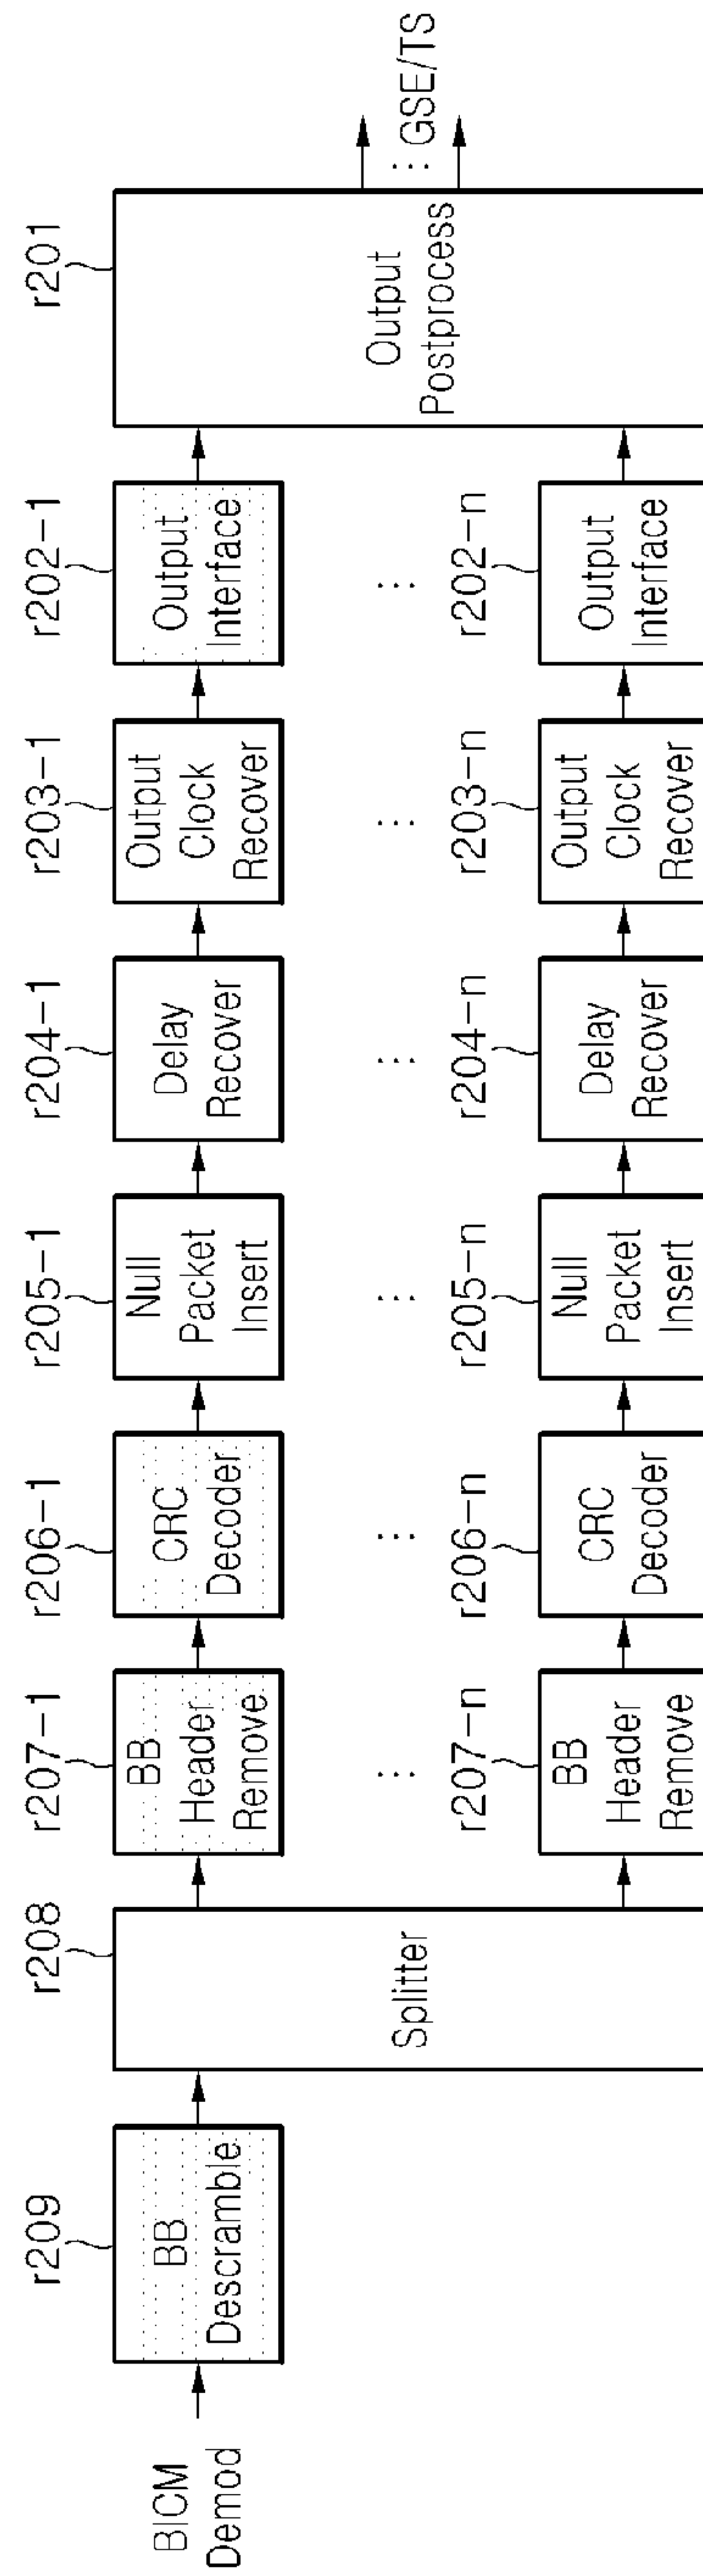 r209
r208
r207-1
r206-1
r205-1
r204-1
r203-1
r202-1
r201
BICM
Demod
BB
Descramble
Splitter
BB
Header
Remove
CRC
Decoder
Null
Packet
Insert
Delay
Recover
Output
Clock
Recover
Output
Interface
Output
Postprocess
⋮ GSE/TS
⋮
⋮
⋮
⋮
⋮
⋮
r207-n
r206-n
r205-n
r204-n
r203-n
r202-n
BB
Header
Remove
CRC
Decoder
Null
Packet
Insert
Delay
Recover
Output
Clock
Recover
Output
Interface